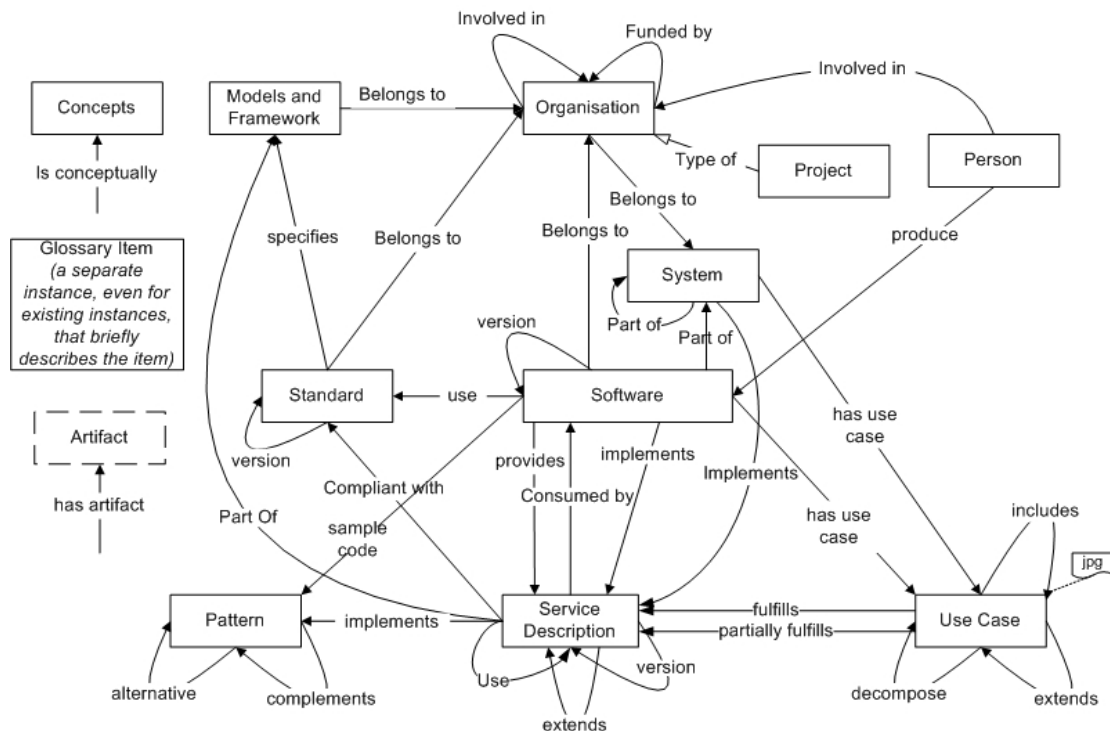 Involved in
Funded by
Involved in
Concepts
Models and
Framework
Belongs to
Organisation
Type of
Project
Person
Is conceptually
Belongs to
specifies
Belongs to
Belongs to
produce
Glossary Item
(a separate
instance, even for
existing instances,
that briefly
describes the item)
System
Part of
Part of
version
Standard
use
Software
has use
case
Artifact
version
provides
implements
Implements
Compliant with
Consumed by
has artifact
Part Of
sample
code
has use
case
includes
jpg
Pattern
implements
Service
Description
fulfills
partially fulfills
Use Case
alternative
complements
Use
version
extends
decompose
extends